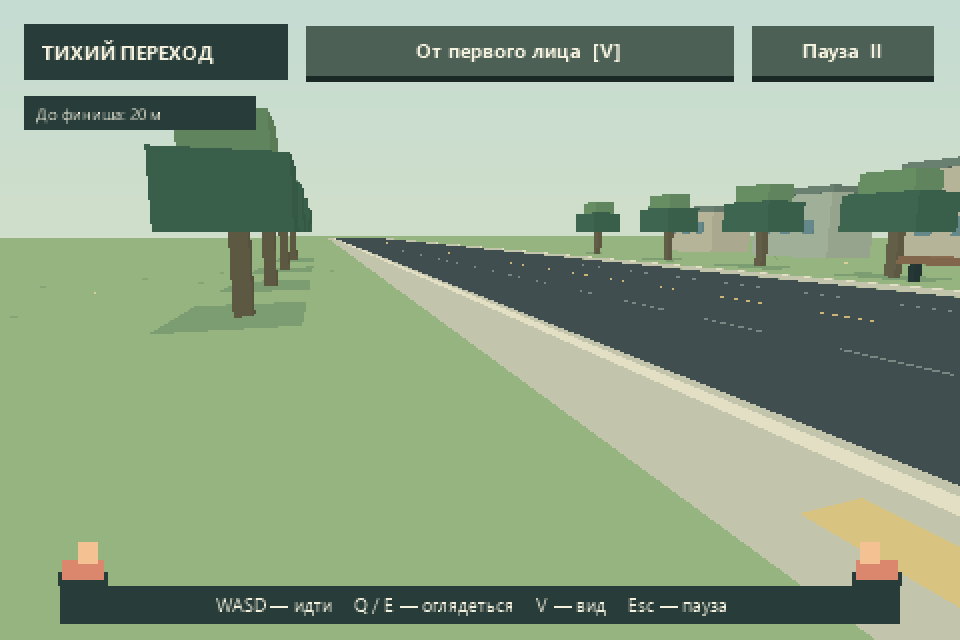 ТИХИЙ ПЕРЕХОД
От первого лица [V]
Пауза II
До финиша: 20 м
WASD — идти Q / E — оглядеться V — вид Esc — пауза